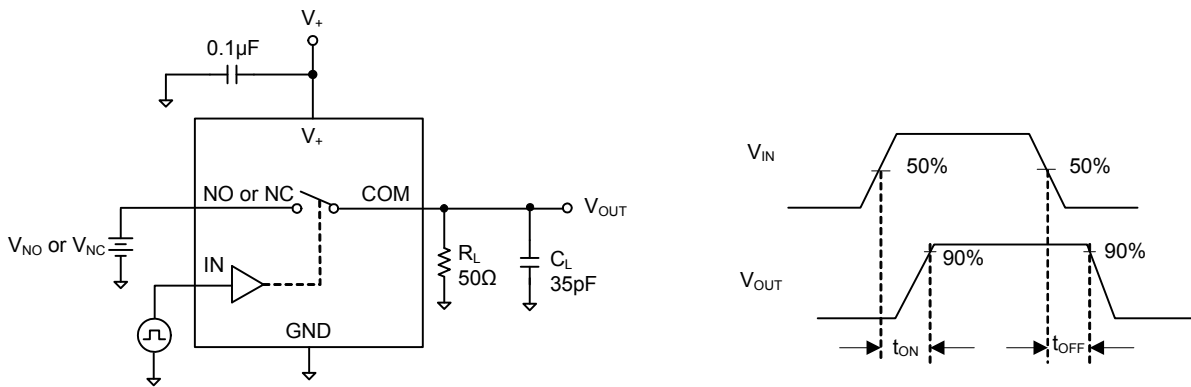 V+
0.1µF
V+
NO or NC
COM
VOUT
VNO or VNC
IN
RL
50Ω
CL
35pF
GND
VIN
50%
50%
VOUT
90%
90%
tON
tOFF